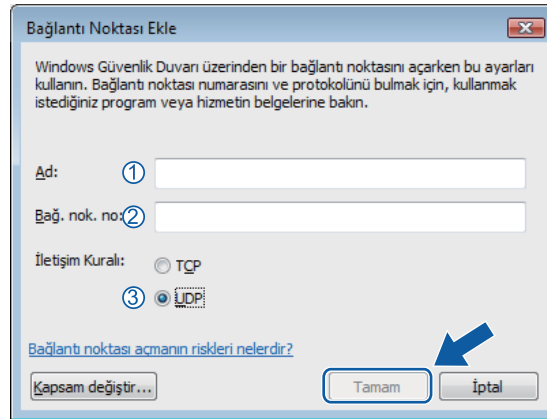 Bağlantı Noktası Ekle
Windows Güvenlik Duvarı üzerinden bir bağlantı noktasını açarken bu ayarları
kullanın. Bağlantı noktası numarasını ve protokolünü bulmak için, kullanmak
istediğiniz program veya hizmetin belgelerine bakın.
Ad: 1
Bağ. nok. no: 2
İletişim Kuralı: TCP
3 UDP
Bağlantı noktası açmanın riskleri nelerdir?
Kapsam değiştir... Tamam İptal